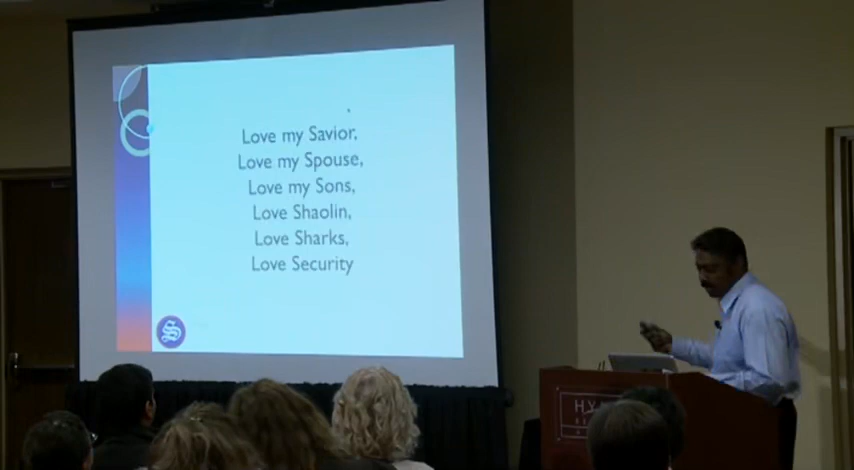 Love my Savior,
Love my Spouse,
Love my Sons,
Love Shaolin,
Love Sharks,
Love Security
S